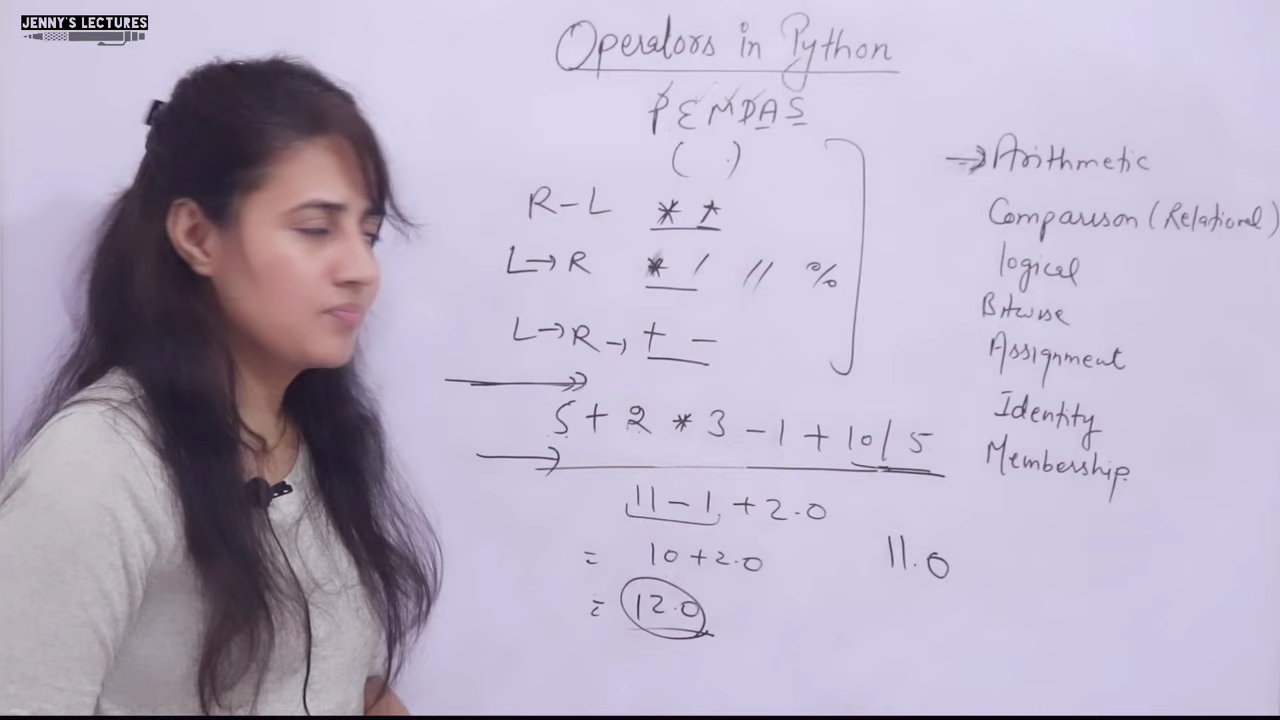 JENNY'S LECTURES
Operators in Python
PEMDAS
( . )
R-L **
L→R * / // %
L→R→ + -
5 + 2 * 3 - 1 + 10/5
11-1 + 2.0
= 10+2.0
= 12.0
11.0
→ Arithmetic
Comparison (Relational)
logical
Bitwise
Assignment
Identity
Membership